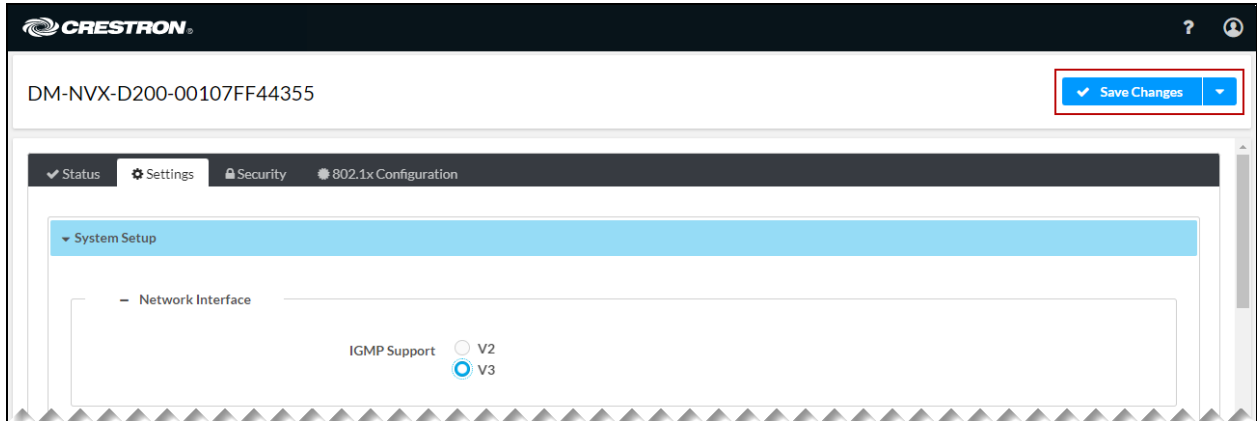 CRESTRON® ?
DM-NVX-D200-00107FF44355 Save Changes
Status Settings Security 802.1x Configuration
System Setup
Network Interface
IGMP Support V2
V3